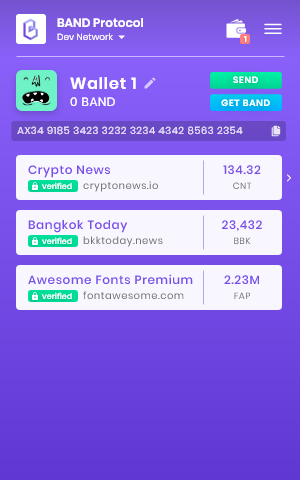 BAND Protocol
Dev Network
1
Wallet 1
0 BAND
SEND
GET BAND
AX34 9185 3423 3232 3234 4342 8563 2354
Crypto News
verified cryptonews.io
134.32
CNT
Bangkok Today
verified bkktoday.news
23,432
BBK
Awesome Fonts Premium
verified fontawesome.com
2.23M
FAP